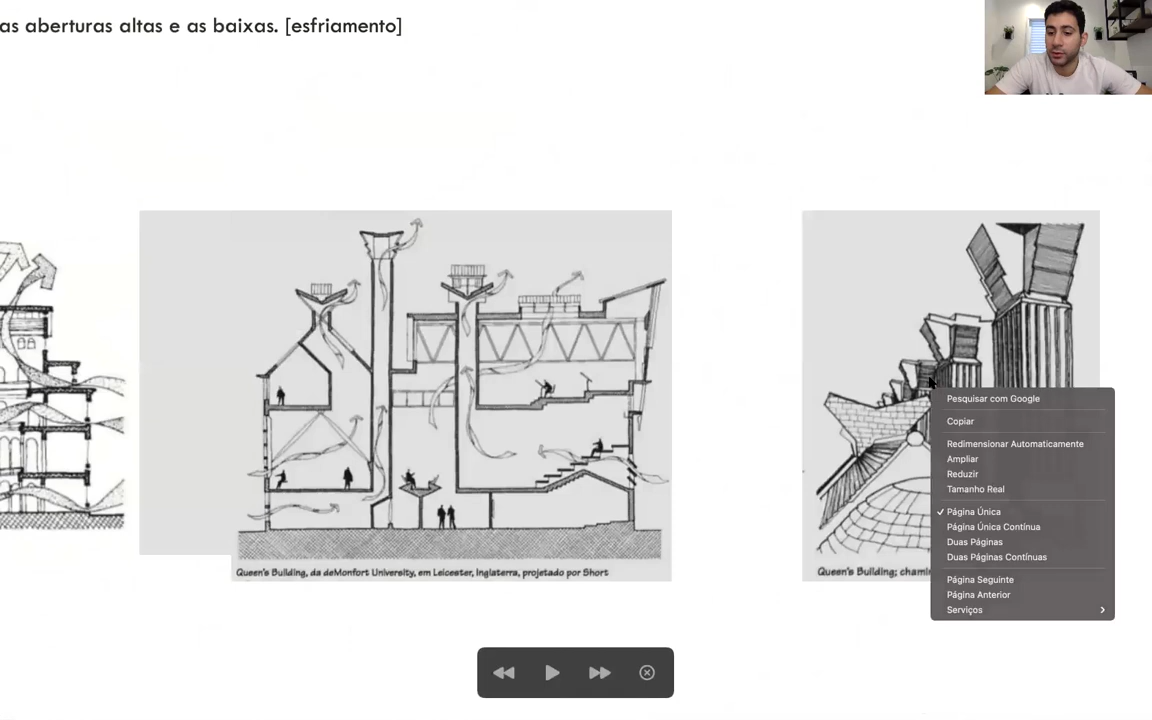 as aberturas altas e as baixas. [esfriamento]
Queen's Building, da deMonfort University, em Leicester, Inglaterra, projetado por Short
Queen's Building;
Pesquisar com Google
Copiar
Redimensionar Automaticamente
Ampliar
Reduzir
Tamanho Real
✓ Página Única
Página Única Contínua
Duas Páginas
Duas Páginas Contínuas
Página Seguinte
Página Anterior
Serviços